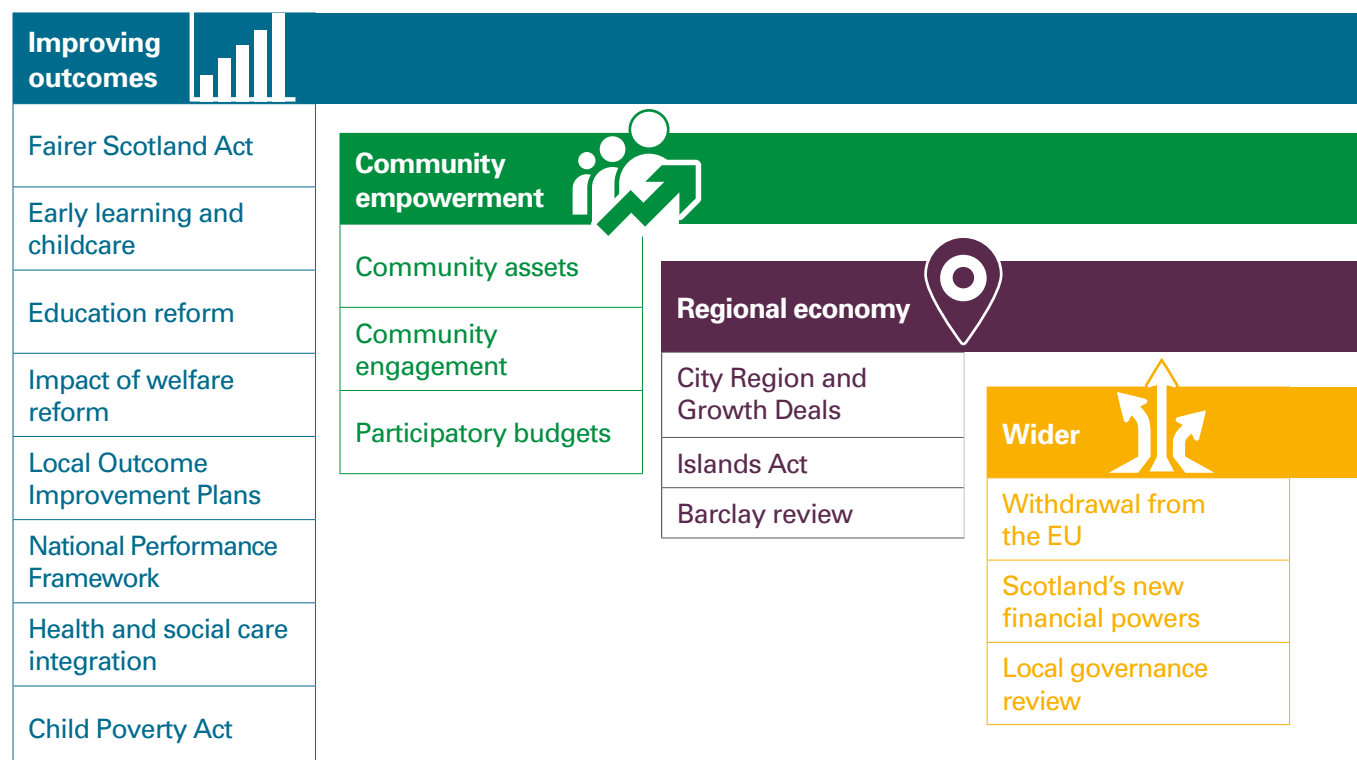 Improving
outcomes
Fairer Scotland Act
Early learning and
childcare
Education reform
Impact of welfare
reform
Local Outcome
Improvement Plans
National Performance
Framework
Health and social care
integration
Child Poverty Act
Community
empowerment
Community assets
Community
engagement
Participatory budgets
Regional economy
City Region and
Growth Deals
Islands Act
Barclay review
Wider
Withdrawal from
the EU
Scotland’s new
financial powers
Local governance
review